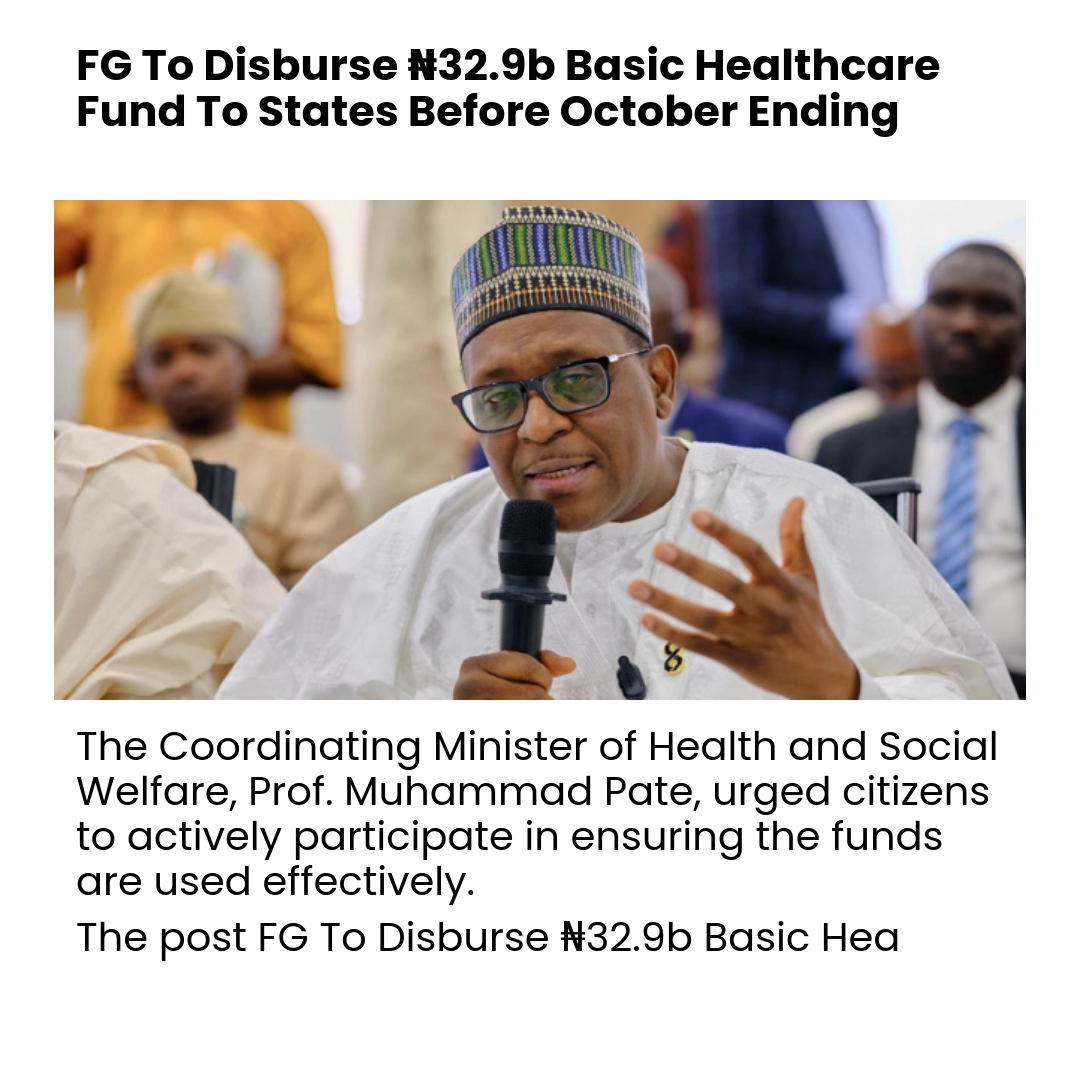 FG To Disburse ₦32.9b Basic Healthcare
Fund To States Before October Ending
The Coordinating Minister of Health and Social
Welfare, Prof. Muhammad Pate, urged citizens
to actively participate in ensuring the funds
are used effectively.
The post FG To Disburse ₦32.9b Basic Hea